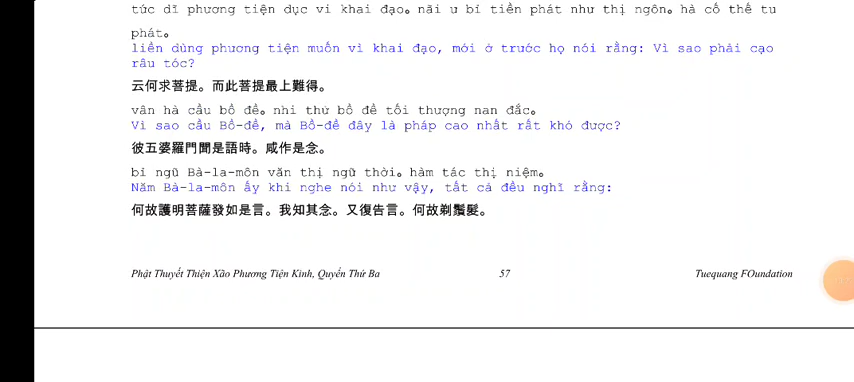 tức dĩ phương tiện dục vi khai đạo。nãi ư bỉ tiền phát như thị ngôn。hà cố thế tu
phát。
liền dùng phương tiện muốn vì khai đạo, mới ở trước họ nói rằng: Vì sao phải cạo
râu tóc?
云何求菩提。而此菩提最上難得。
vân hà cầu bồ đề。nhi thử bồ đề tối thượng nan đắc。
Vì sao cầu Bồ-đề, mà Bồ-đề đây là pháp cao nhất rất khó được?
彼五婆羅門聞是語時。咸作是念。
bỉ ngũ Bà-la-môn văn thị ngữ thời。hàm tác thị niệm。
Năm Bà-la-môn ấy khi nghe nói như vậy, tất cả đều nghĩ rằng:
何故護明菩薩發如是言。我知其念。又復告言。何故剃鬚髮。
Phật Thuyết Thiện Xảo Phương Tiện Kinh, Quyển Thứ Ba 57 Tuequang FOundation